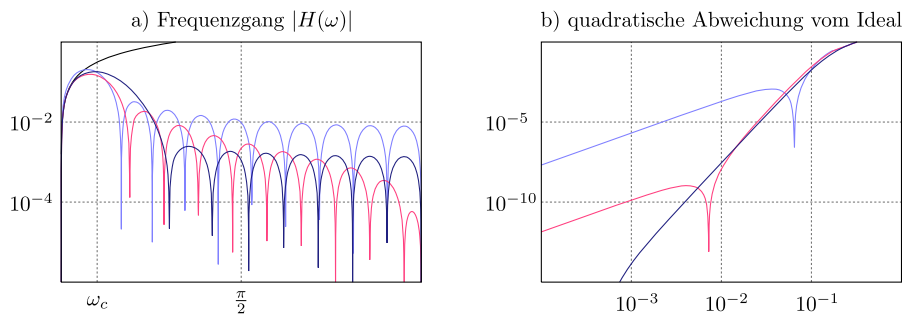 a) Frequenzgang |H(ω)|
b) quadratische Abweichung vom Ideal
10⁻²
10⁻⁴
ω_c
π/2
10⁻⁵
10⁻¹⁰
10⁻³
10⁻²
10⁻¹